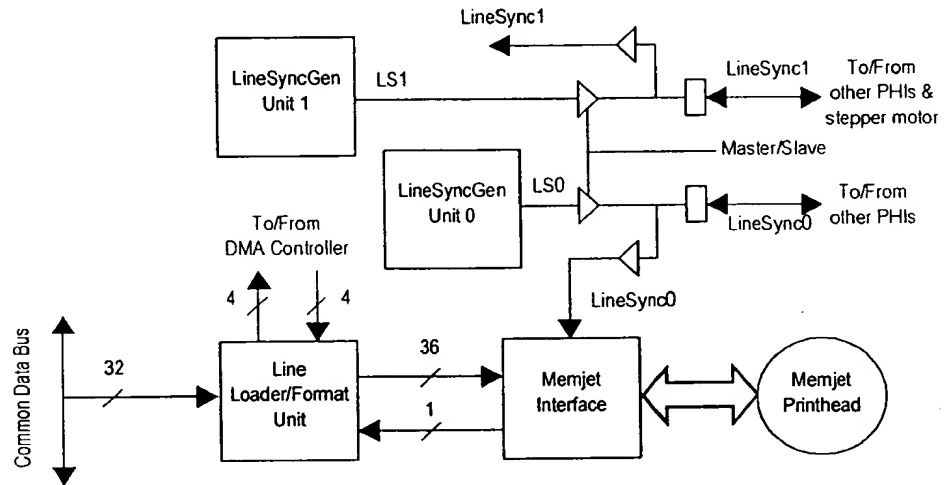 LineSync1
LineSyncGen
Unit 1
LS1
LineSync1
To/From
other PHIs &
stepper motor
Master/Slave
LineSyncGen
Unit 0
LS0
To/From
other PHIs
LineSync0
To/From
DMA Controller
4
4
LineSync0
Common Data Bus
32
Line
Loader/Format
Unit
36
1
Memjet
Interface
Memjet
Printhead